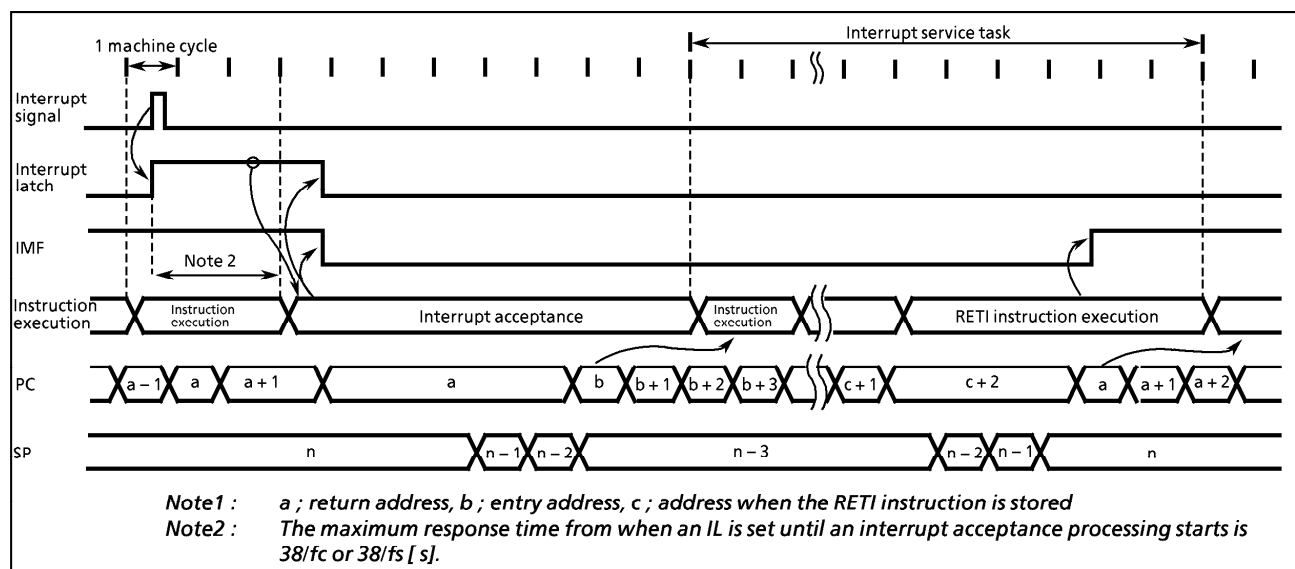 Interrupt service task
1 machine cycle
Interrupt
signal
Interrupt
latch
IMF
Note 2
Instruction
execution
Instruction
execution
Interrupt acceptance
Instruction
execution
RETI instruction execution
PC
a – 1
a
a + 1
a
b
b + 1
b + 2
b + 3
c + 1
c + 2
a
a + 1
a + 2
SP
n
n – 1
n – 2
n – 3
n – 2
n – 1
n
Note1 : a ; return address, b ; entry address, c ; address when the RETI instruction is stored
Note2 : The maximum response time from when an IL is set until an interrupt acceptance processing starts is
38/fc or 38/fs [ s].